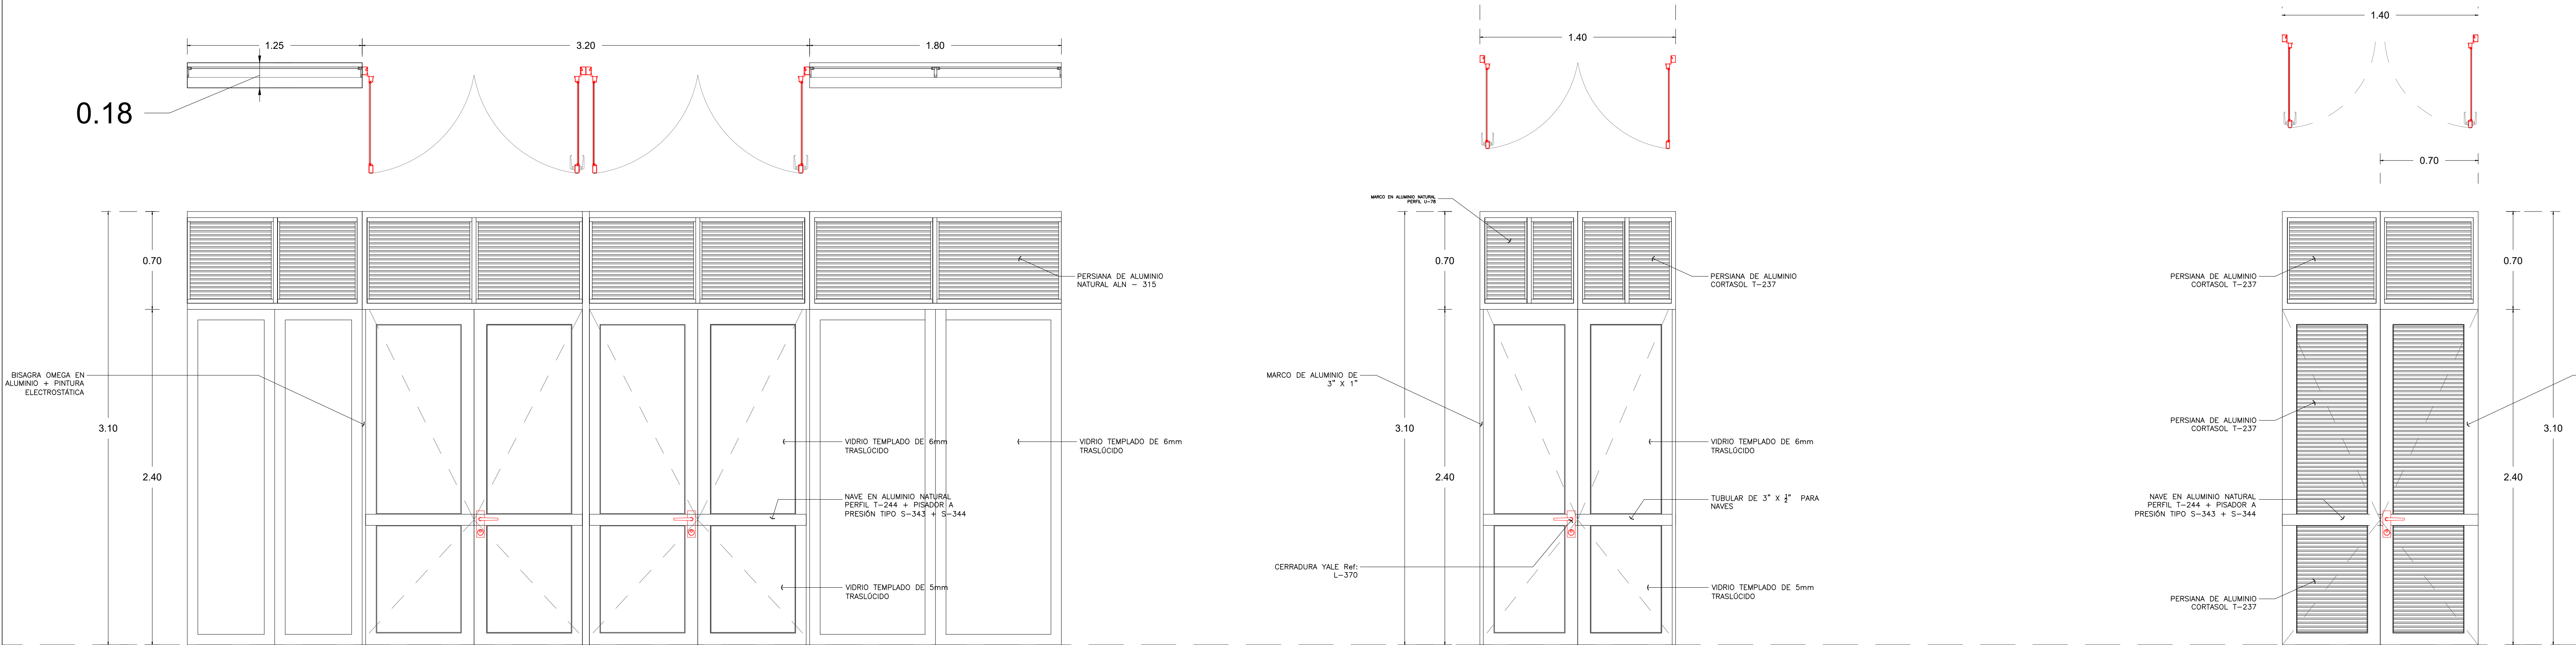 1.25
3.20
1.80
0.18
3.10
0.70
2.40
BISAGRA OMEGA EN
ALUMINIO + PINTURA
ELECTROSTÁTICA
PERSIANA DE ALUMINIO
NATURAL ALN - 315
VIDRIO TEMPLADO DE 6mm
TRASLÚCIDO
VIDRIO TEMPLADO DE 6mm
TRASLÚCIDO
NAVE EN ALUMINIO NATURAL
PERFIL T-244 + PISADOR A
PRESIÓN TIPO S-343 + S-344
VIDRIO TEMPLADO DE 5mm
TRASLÚCIDO
1.40
MARCO EN ALUMINIO NATURAL
PERFIL U-78
0.70
3.10
2.40
PERSIANA DE ALUMINIO
CORTASOL T-237
MARCO DE ALUMINIO DE
3" X 1"
VIDRIO TEMPLADO DE 6mm
TRASLÚCIDO
TUBULAR DE 3" X ½" PARA
NAVES
CERRADURA YALE Ref:
L-370
VIDRIO TEMPLADO DE 5mm
TRASLÚCIDO
1.40
0.70
PERSIANA DE ALUMINIO
CORTASOL T-237
0.70
PERSIANA DE ALUMINIO
CORTASOL T-237
3.10
2.40
NAVE EN ALUMINIO NATURAL
PERFIL T-244 + PISADOR A
PRESIÓN TIPO S-343 + S-344
PERSIANA DE ALUMINIO
CORTASOL T-237